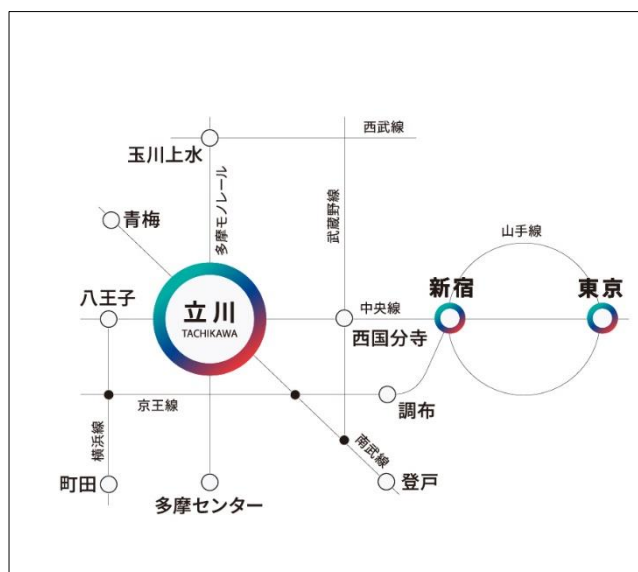 西武線
玉川上水
多摩モノレール
武蔵野線
青梅
山手線
八王子
立川
TACHIKAWA
中央線
新宿
東京
西国分寺
京王線
調布
横浜線
南武線
町田
多摩センター
登戸